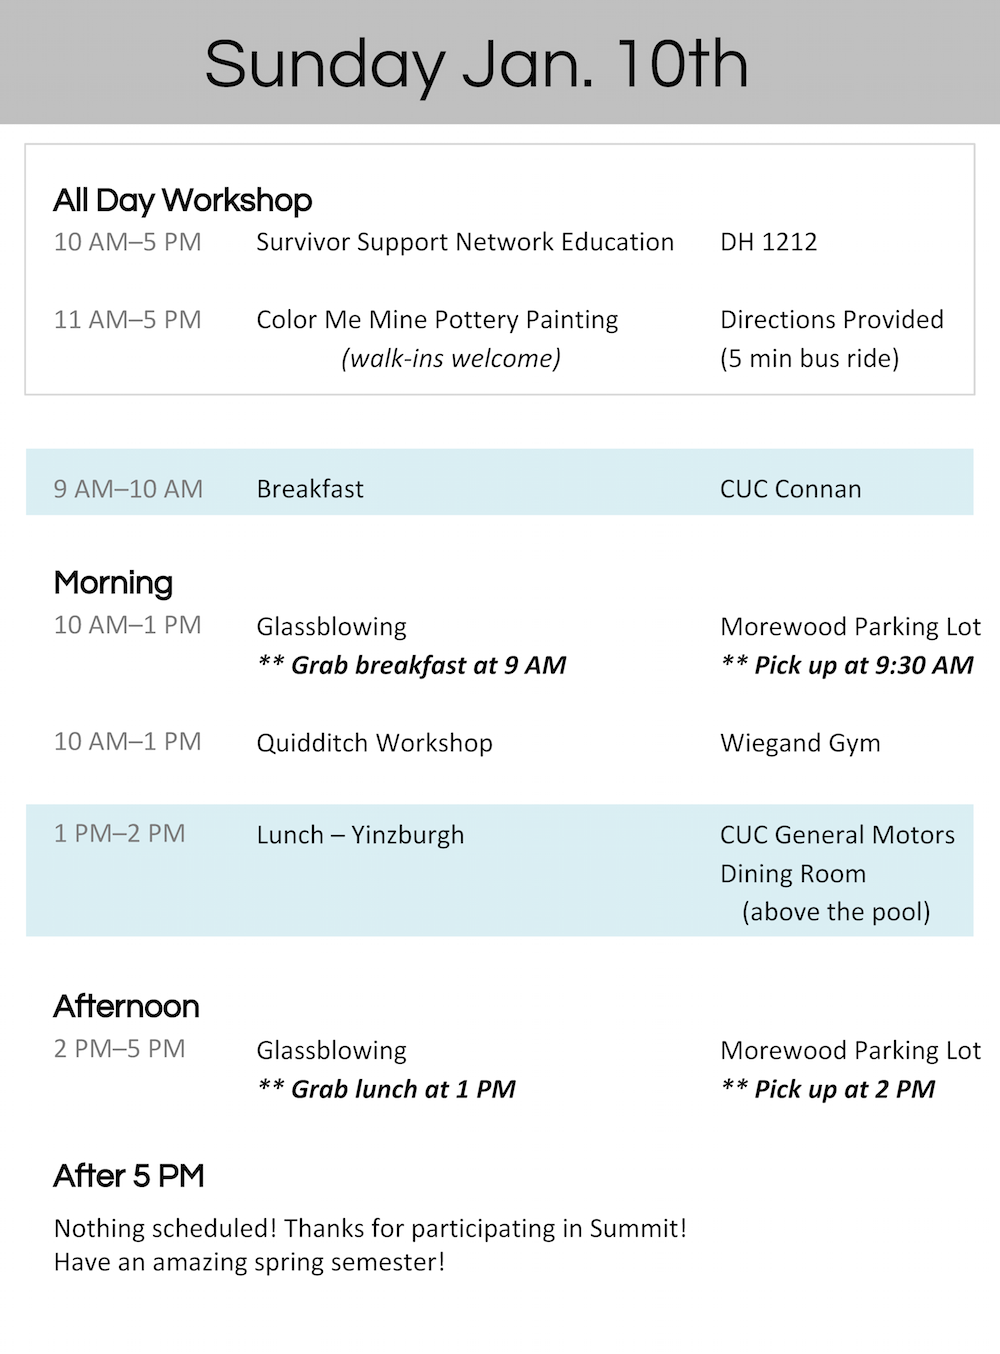 Sunday Jan. 10th
All Day Workshop
10 AM–5 PM Survivor Support Network Education DH 1212
11 AM–5 PM Color Me Mine Pottery Painting Directions Provided
(walk-ins welcome) (5 min bus ride)
9 AM–10 AM Breakfast CUC Connan
Morning
10 AM–1 PM Glassblowing Morewood Parking Lot
** Grab breakfast at 9 AM ** Pick up at 9:30 AM
10 AM–1 PM Quidditch Workshop Wiegand Gym
1 PM–2 PM Lunch – Yinzburgh CUC General Motors
Dining Room
(above the pool)
Afternoon
2 PM–5 PM Glassblowing Morewood Parking Lot
** Grab lunch at 1 PM ** Pick up at 2 PM
After 5 PM
Nothing scheduled! Thanks for participating in Summit!
Have an amazing spring semester!